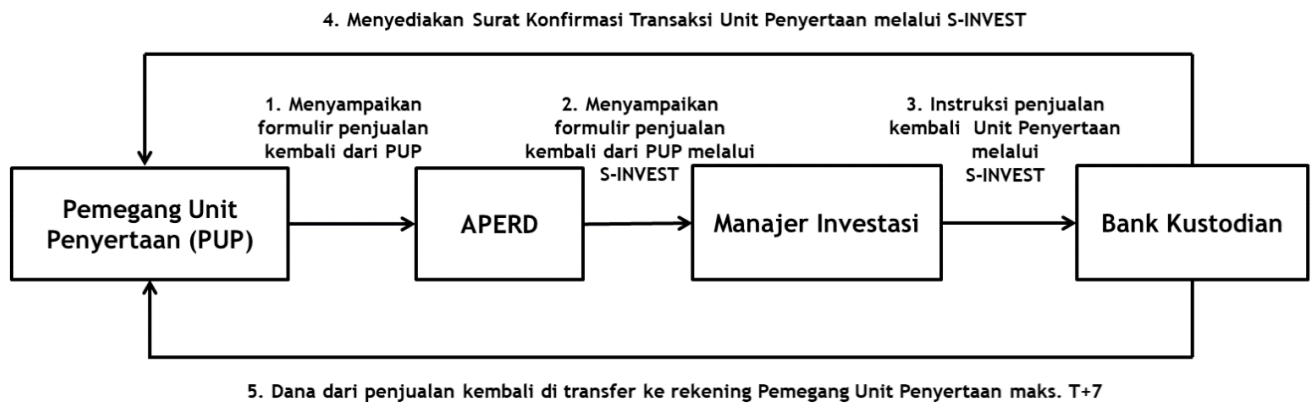 4. Menyediakan Surat Konfirmasi Transaksi Unit Penyertaan melalui S-INVEST
1. Menyampaikan
formulir penjualan
kembali dari PUP
2. Menyampaikan
formulir penjualan
kembali dari PUP melalui
S-INVEST
3. Instruksi penjualan
kembali Unit Penyertaan
melalui
S-INVEST
Pemegang Unit
Penyertaan (PUP)
APERD
Manajer Investasi
Bank Kustodian
5. Dana dari penjualan kembali di transfer ke rekening Pemegang Unit Penyertaan maks. T+7